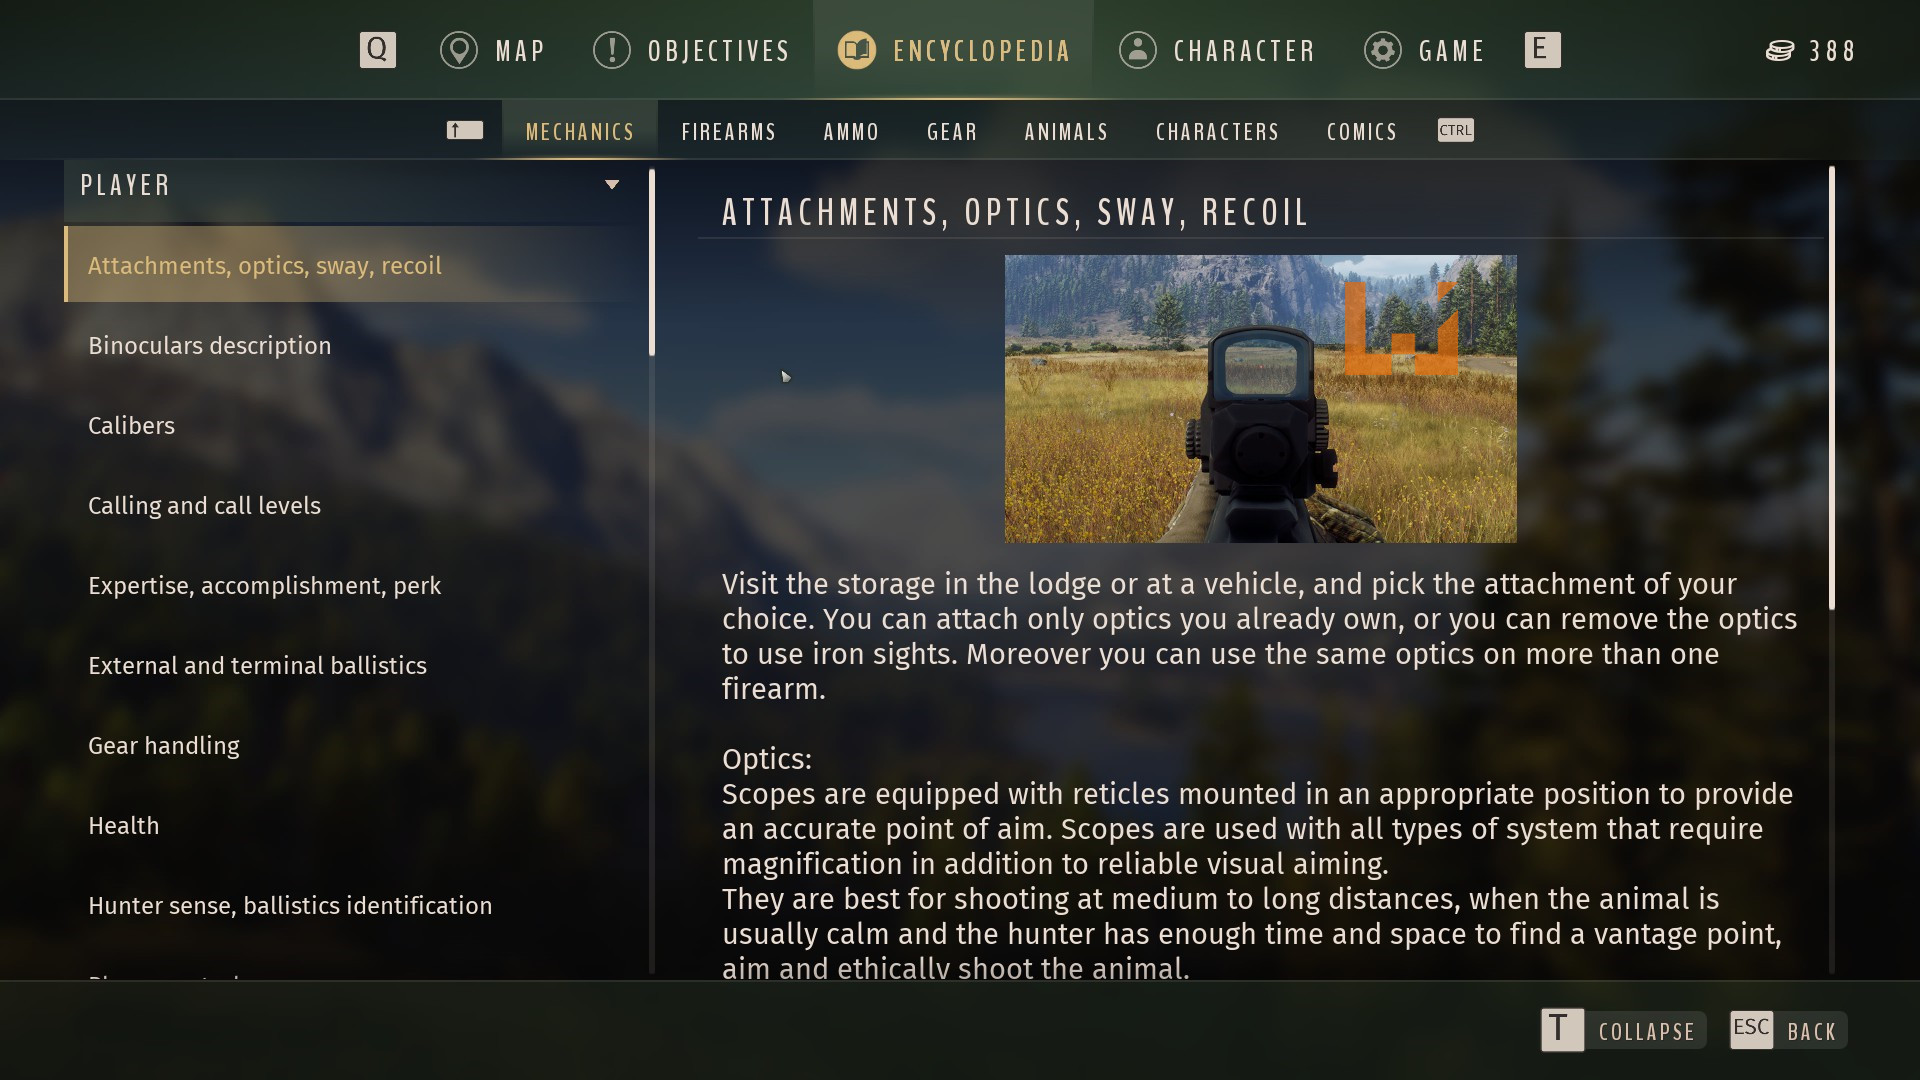 Q MAP OBJECTIVES ENCYCLOPEDIA CHARACTER GAME E 388
MECHANICS FIREARMS AMMO GEAR ANIMALS CHARACTERS COMICS CTRL
PLAYER
Attachments, optics, sway, recoil
Binoculars description
Calibers
Calling and call levels
Expertise, accomplishment, perk
External and terminal ballistics
Gear handling
Health
Hunter sense, ballistics identification
ATTACHMENTS, OPTICS, SWAY, RECOIL
Visit the storage in the lodge or at a vehicle, and pick the attachment of your
choice. You can attach only optics you already own, or you can remove the optics
to use iron sights. Moreover you can use the same optics on more than one
firearm.
Optics:
Scopes are equipped with reticles mounted in an appropriate position to provide
an accurate point of aim. Scopes are used with all types of system that require
magnification in addition to reliable visual aiming.
They are best for shooting at medium to long distances, when the animal is
usually calm and the hunter has enough time and space to find a vantage point,
aim and ethically shoot the animal.
T COLLAPSE ESC BACK